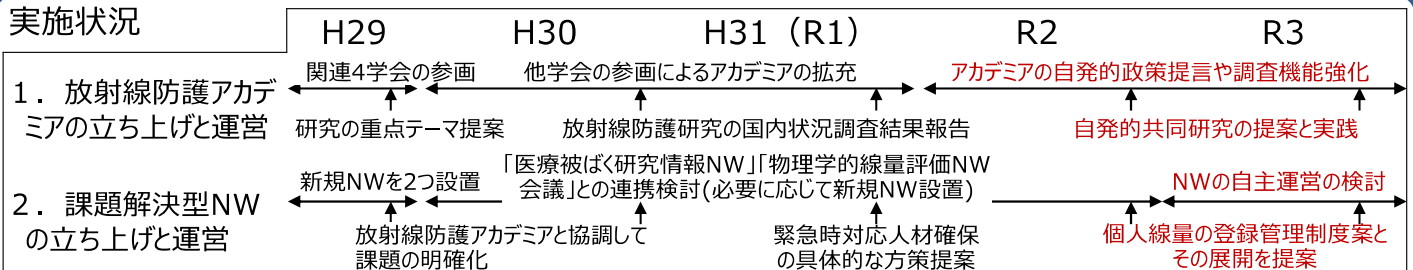 実施状況
H29 H30 H31（R1） R2 R3
関連4学会の参画 他学会の参画によるアカデミアの拡充 アカデミアの自発的政策提言や調査機能強化
1．放射線防護アカデ
ミアの立ち上げと運営
研究の重点テーマ提案 放射線防護研究の国内状況調査結果報告 自発的共同研究の提案と実践
新規NWを2つ設置 「医療被ばく研究情報NW」「物理学的線量評価NW
会議」との連携検討(必要に応じて新規NW設置) NWの自主運営の検討
2．課題解決型NW
の立ち上げと運営
放射線防護アカデミアと協調して
課題の明確化
緊急時対応人材確保
の具体的な方策提案
個人線量の登録管理制度案と
その展開を提案